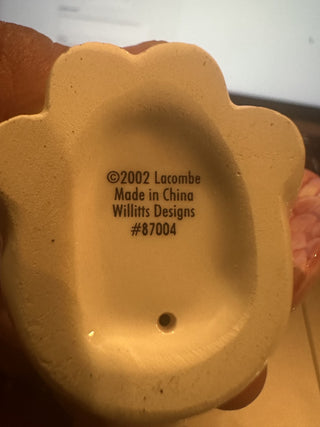 ©2002 Lacombe
Made in China
Willitts Designs
#87004